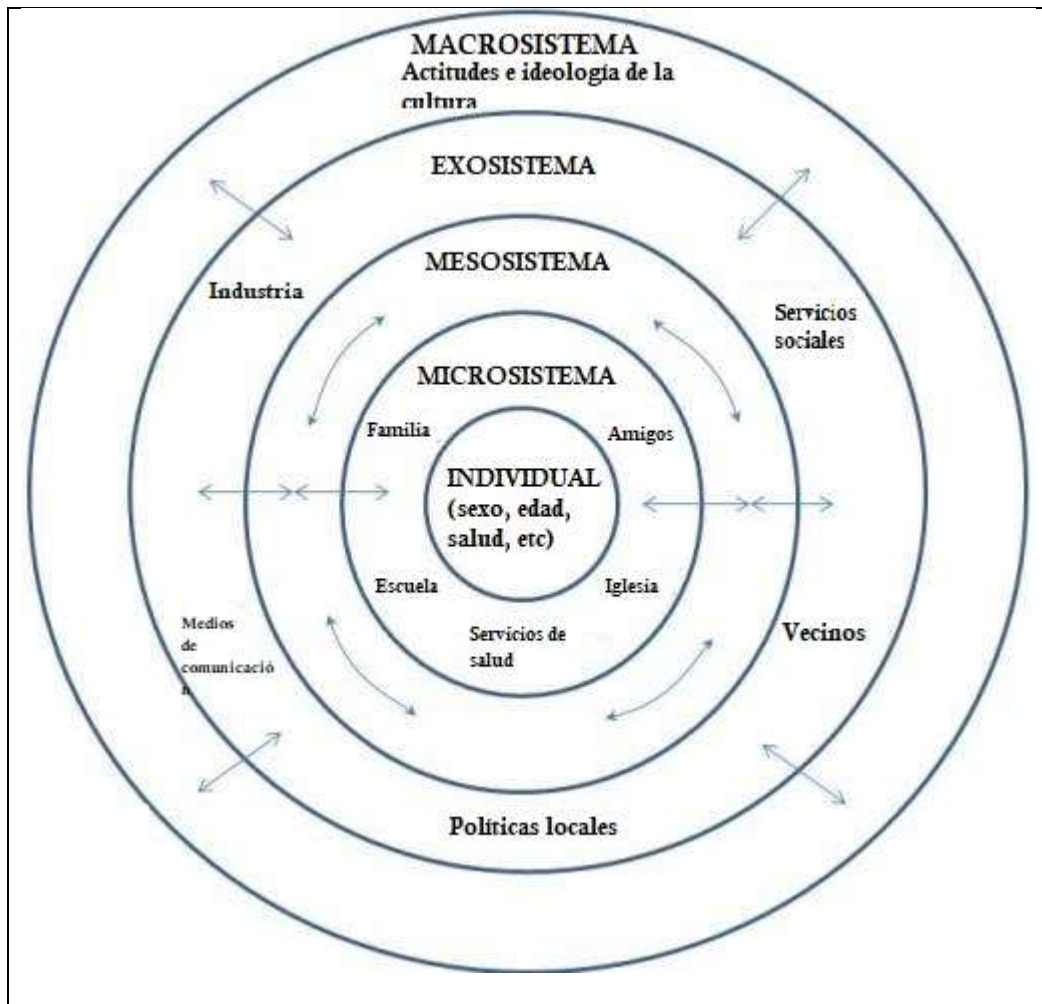 MACROSISTEMA
Actitudes e ideología de la
cultura
EXOSISTEMA
MESOSISTEMA
Industria
Servicios
sociales
MICROSISTEMA
Familia
Amigos
INDIVIDUAL
(sexo, edad,
salud, etc)
Escuela
Iglesia
Servicios de
salud
Medios
de
comunicació
n
Vecinos
Políticas locales